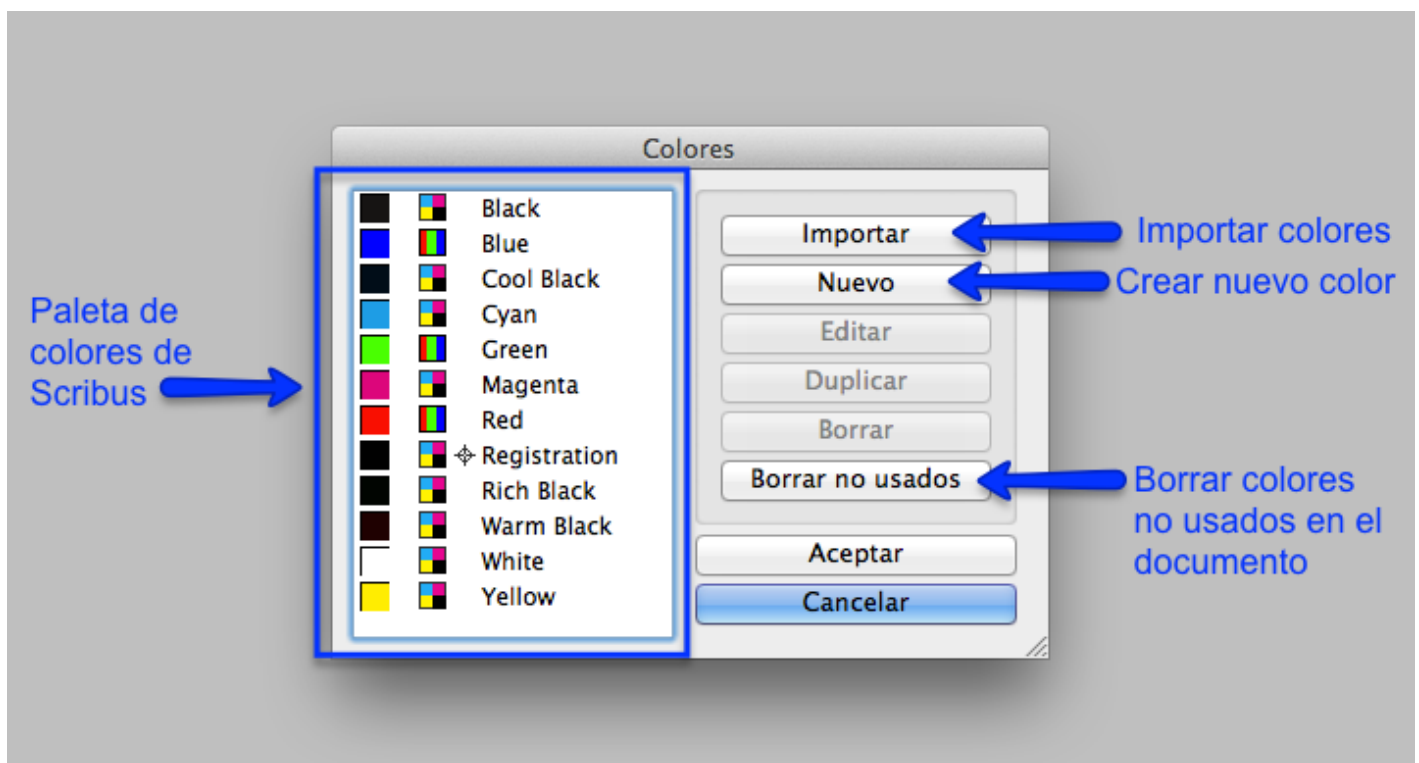 Colores
Paleta de
colores de
Scribus
Black
Blue
Cool Black
Cyan
Green
Magenta
Red
Registration
Rich Black
Warm Black
White
Yellow
Importar
Nuevo
Editar
Duplicar
Borrar
Borrar no usados
Aceptar
Cancelar
Importar colores
Crear nuevo color
Borrar colores
no usados en el
documento